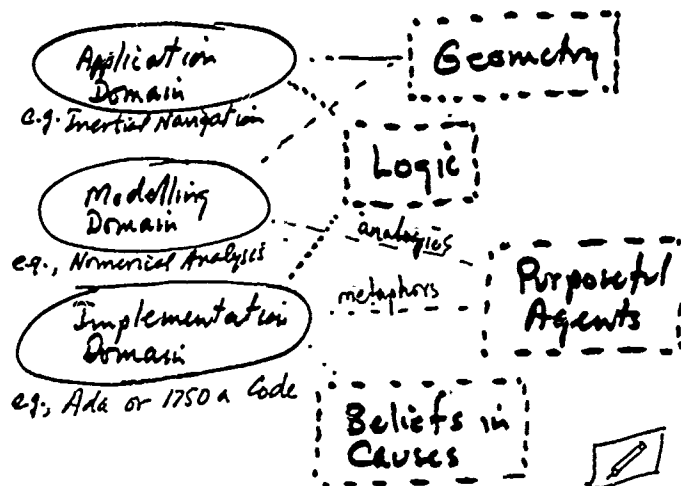 Application
Domain
e.g. Inertial Navigation
Geometry
Logic
Modelling
Domain
e.g., Numerical Analysis
analogies
metaphors
Purposeful
Agents
Implementation
Domain
e.g., Ada or 1750a Code
Beliefs in
Causes